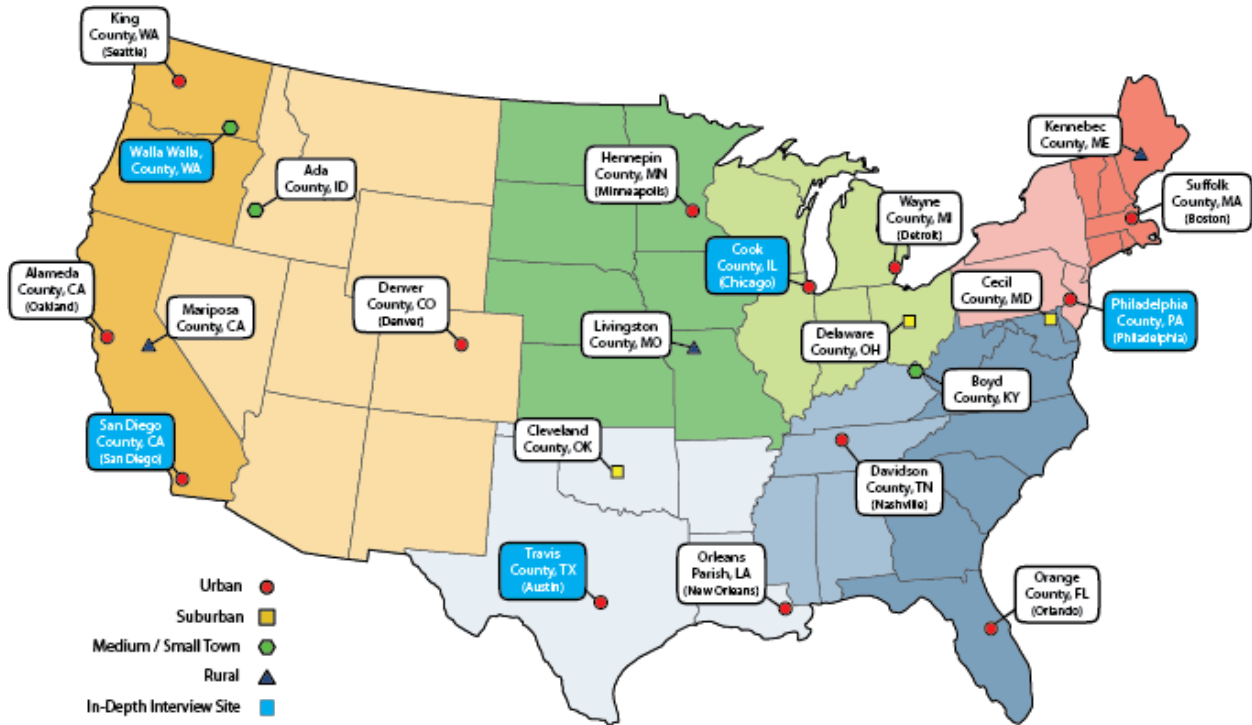 King
County, WA
(Seattle)
Walla Walla,
County, WA
Ada
County, ID
Hennepin
County, MN
(Minneapolis)
Wayne
County, MI
(Detroit)
Kennebec
County, ME
Suffolk
County, MA
(Boston)
Cook
County, IL
(Chicago)
Alameda
County, CA
(Oakland)
Mariposa
County, CA
Denver
County, CO
(Denver)
Livingston
County, MO
Delaware
County, OH
Cecil
County, MD
Philadelphia
County, PA
(Philadelphia)
Boyd
County, KY
San Diego
County, CA
(San Diego)
Cleveland
County, OK
Davidson
County, TN
(Nashville)
Travis
County, TX
(Austin)
Orleans
Parish, LA
(New Orleans)
Orange
County, FL
(Orlando)
Urban
Suburban
Medium / Small Town
Rural
In-Depth Interview Site